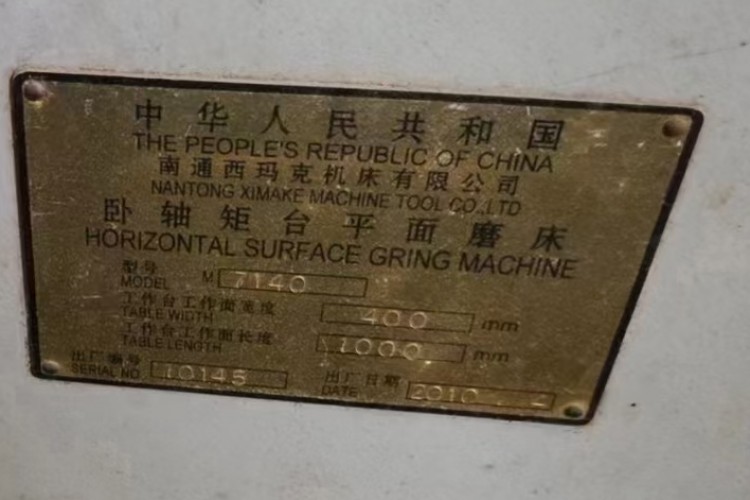 中华人民共和国
THE PEOPLE'S REPUBLIC OF CHINA
南通西玛克机床有限公司
NANTONG XIMAKE MACHINE TOOL CO.,LTD
卧轴矩台平面磨床
HORIZONTAL SURFACE GRING MACHINE
型号
MODEL M 7140
工作台工作面宽度
TABLE WIDTH 400 mm
工作台工作面长度
TABLE LENGTH 1000 mm
出厂编号 出厂日期
SERIAL NO 10145 DATE 2010